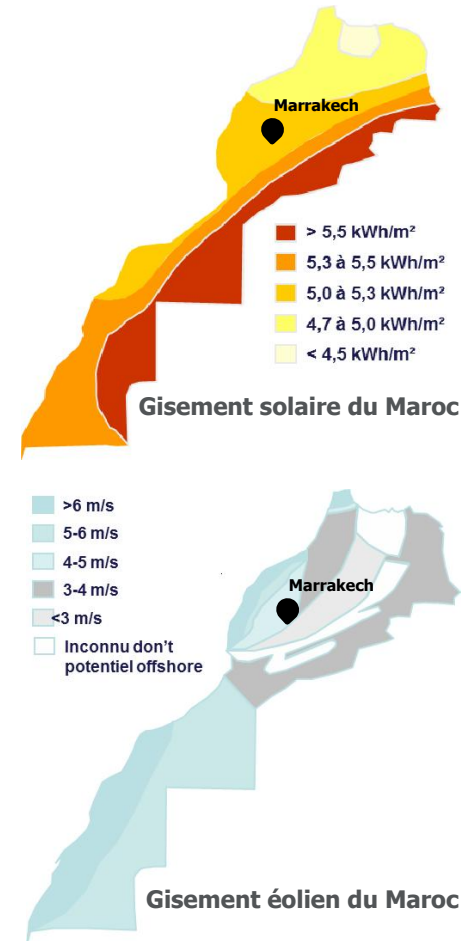 Marrakech
> 5,5 kWh/m²
5,3 à 5,5 kWh/m²
5,0 à 5,3 kWh/m²
4,7 à 5,0 kWh/m²
< 4,5 kWh/m²
Gisement solaire du Maroc
>6 m/s
5-6 m/s
4-5 m/s
3-4 m/s
<3 m/s
Inconnu don't
potentiel offshore
Marrakech
Gisement éolien du Maroc